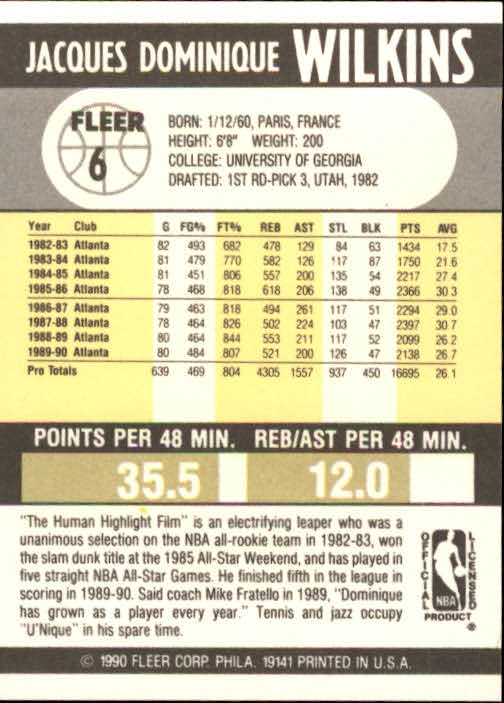 JACQUES DOMINIQUE WILKINS
FLEER
6
BORN: 1/12/60, PARIS, FRANCE
HEIGHT: 6'8" WEIGHT: 200
COLLEGE: UNIVERSITY OF GEORGIA
DRAFTED: 1ST RD-PICK 3, UTAH, 1982
Year Club G FG% FT% REB AST STL BLK PTS AVG
1982-83 Atlanta 82 493 682 478 129 84 63 1434 17.5
1983-84 Atlanta 81 479 770 582 126 117 87 1750 21.6
1984-85 Atlanta 81 451 806 557 200 135 54 2217 27.4
1985-86 Atlanta 78 468 818 618 206 138 49 2366 30.3
1986-87 Atlanta 79 463 818 494 261 117 51 2294 29.0
1987-88 Atlanta 78 464 826 502 224 103 47 2397 30.7
1988-89 Atlanta 80 464 844 553 211 117 52 2099 26.2
1989-90 Atlanta 80 484 807 521 200 126 47 2138 26.7
Pro Totals 639 469 804 4305 1557 937 450 16695 26.1
POINTS PER 48 MIN. REB/AST PER 48 MIN.
35.5 12.0
"The Human Highlight Film" is an electrifying leaper who was a
unanimous selection on the NBA all-rookie team in 1982-83, won
the slam dunk title at the 1985 All-Star Weekend, and has played in
five straight NBA All-Star Games. He finished fifth in the league in
scoring in 1989-90. Said coach Mike Fratello in 1989, "Dominique
has grown as a player every year." Tennis and jazz occupy
"U'Nique" in his spare time.
OFFICIAL
NBA
LICENSED
PRODUCT ®
© 1990 FLEER CORP. PHILA. 19141 PRINTED IN U.S.A.